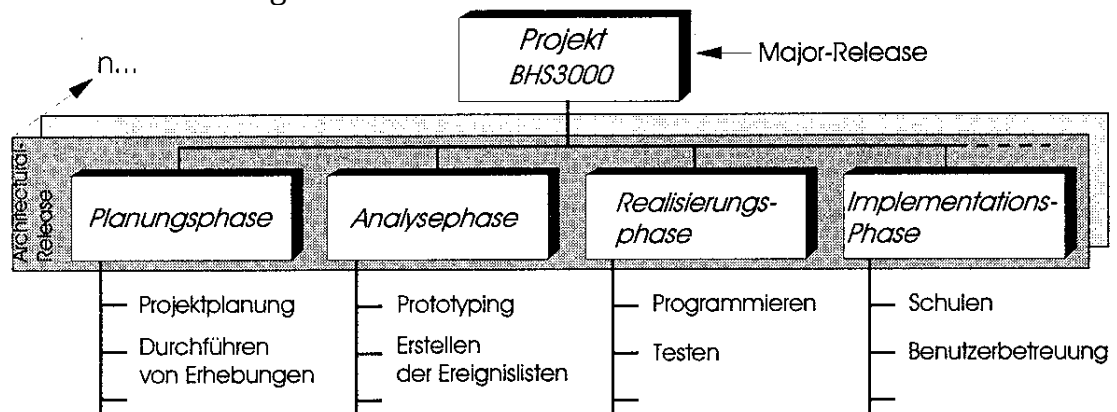 Projekt
BHS3000
Major-Release
n...
Architectural-
Release
Planungsphase
Analysephase
Realisierungs-
phase
Implementations-
Phase
Projektplanung
Durchführen
von Erhebungen
Prototyping
Erstellen
der Ereignislisten
Programmieren
Testen
Schulen
Benutzerbetreuung